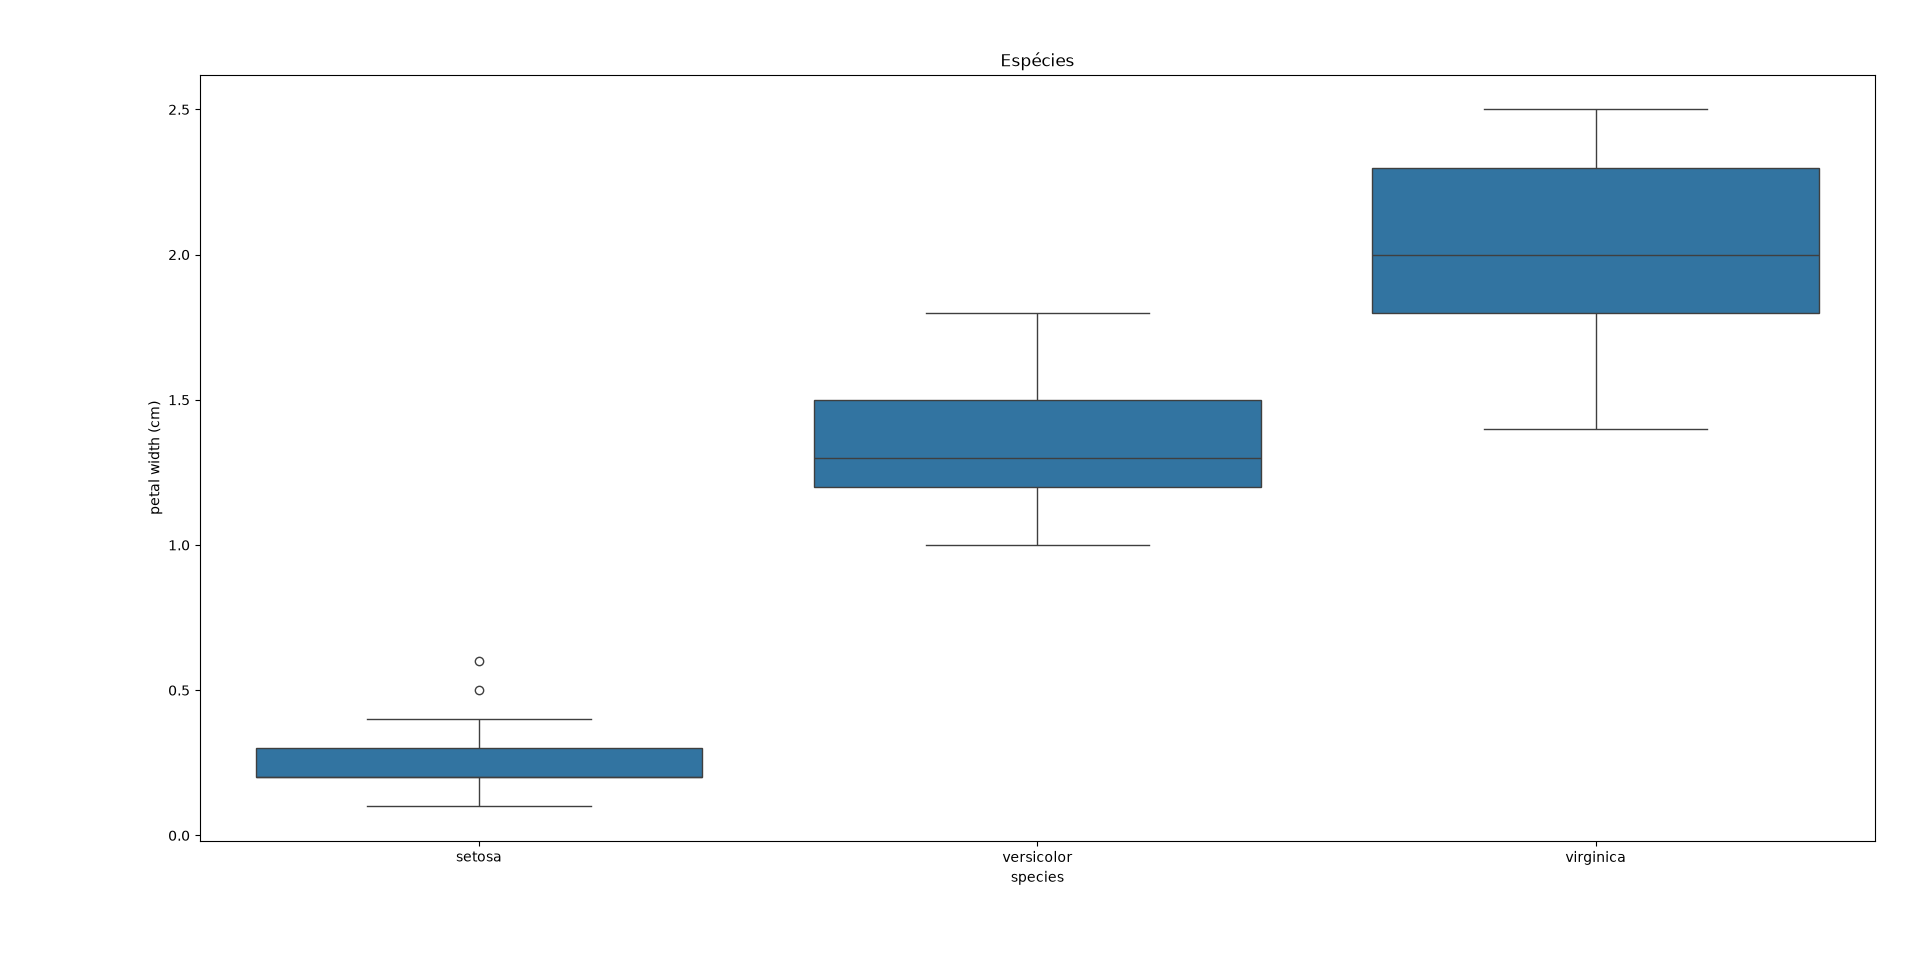 Espécies
petal width (cm)
2.5
2.0
1.5
1.0
0.5
0.0
setosa
versicolor
virginica
species